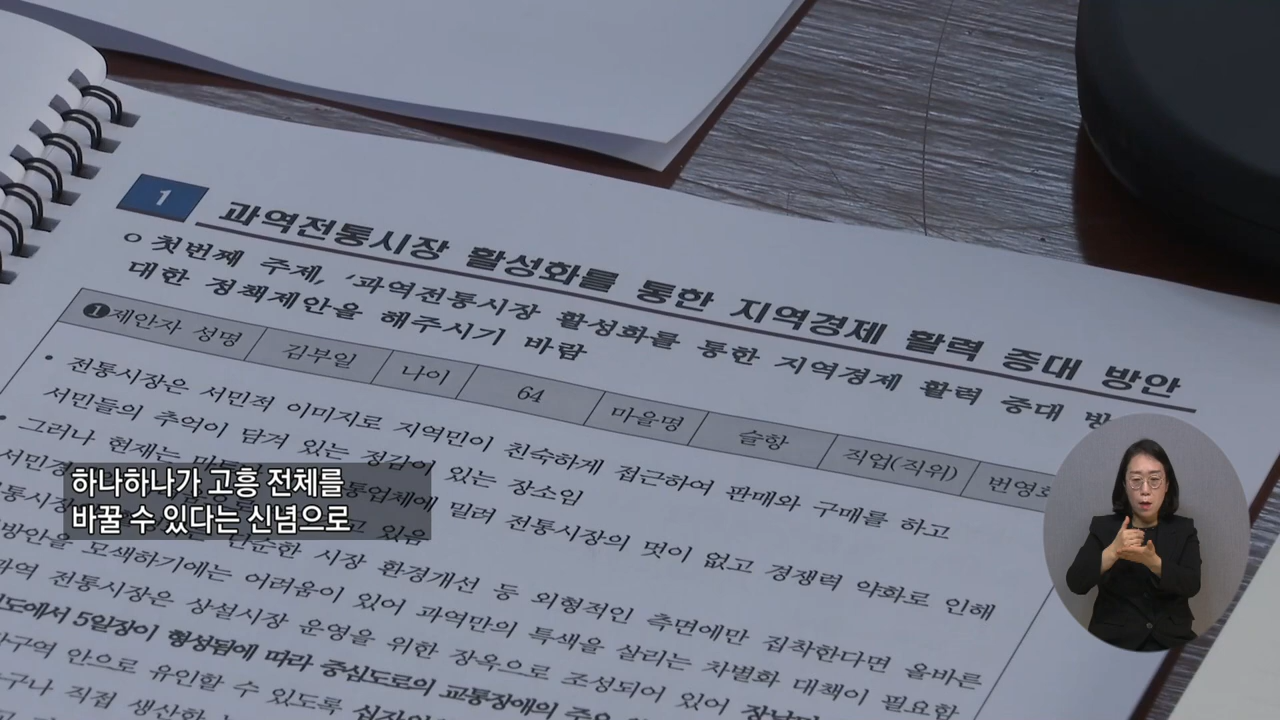 1 과역전통시장 활성화를 통한 지역경제 활력 증대 방안
ㅇ 첫번째 주제, '과역전통시장 활성화를 통한 지역경제 활력 증대
대한 정책제안을 해주시기 바람
❶제안자 성명 김부일 나이 64 마을명 슬항 직업(직위) 번영회
• 전통시장은 서민적 이미지로 지역민이 친숙하게 접근하여 판매와 구매를 하고
서민들의 추억이 담겨 있는 정감이 있는 장소임
• 그러나 현재는 밀려 전통시장의 멋이 없고 경쟁력 약화로 인해
있음
단순한 시장 환경개선 등 외형적인 측면에만 집착한다면 올바른
방안을 모색하기에는 어려움이 있어 과역만의 특색을 살리는 차별화 대책이 필요함
전통시장은 상설시장 운영을 위한 장옥으로 조성되어 있어
5일장이 형성됨에 따라 중심도로의 교통장애의 주요
안으로 유인할 수 있도록
직접 생산한
하나하나가 고흥 전체를
바꿀 수 있다는 신념으로